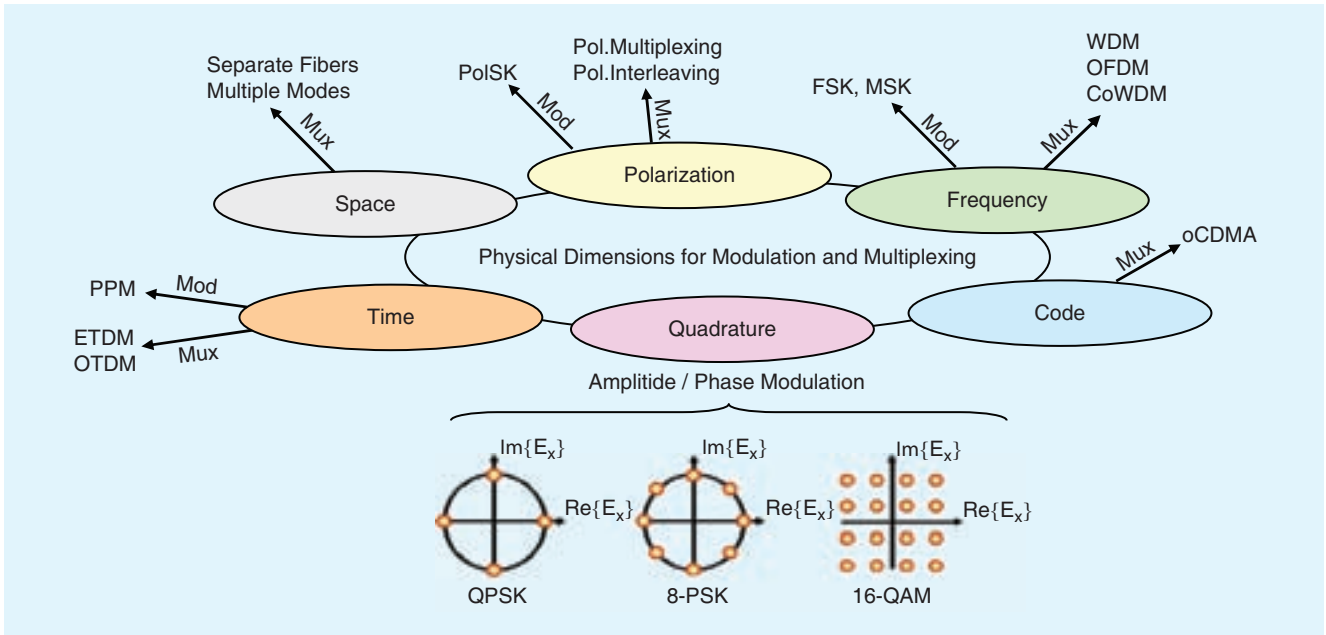 Separate Fibers
Multiple Modes
Mux
PolSK
Mod
Pol.Multiplexing
Pol.Interleaving
Mux
FSK, MSK
Mod
WDM
OFDM
CoWDM
Mux
Space
Polarization
Frequency
Physical Dimensions for Modulation and Multiplexing
oCDMA
Mux
PPM
Mod
ETDM
OTDM
Mux
Time
Quadrature
Code
Amplitide / Phase Modulation
Im{Eₓ}
Re{Eₓ}
QPSK
Im{Eₓ}
Re{Eₓ}
8-PSK
Im{Eₓ}
Re{Eₓ}
16-QAM